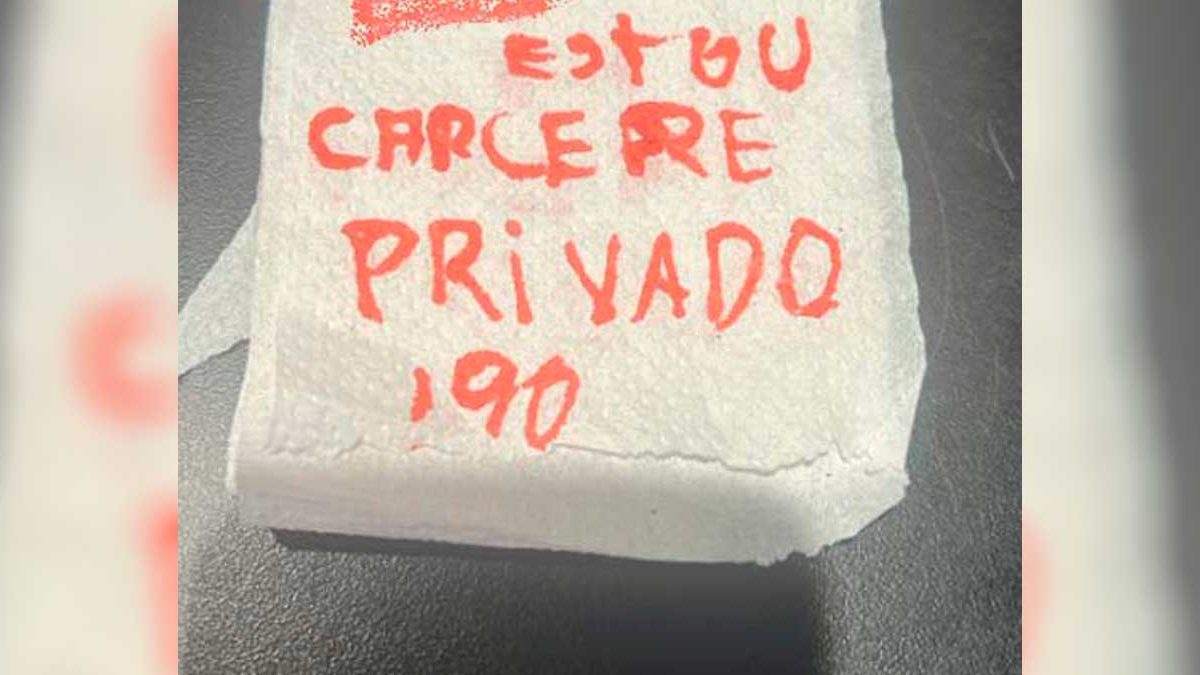 ESTOU
CARCERE
PRIVADO
190